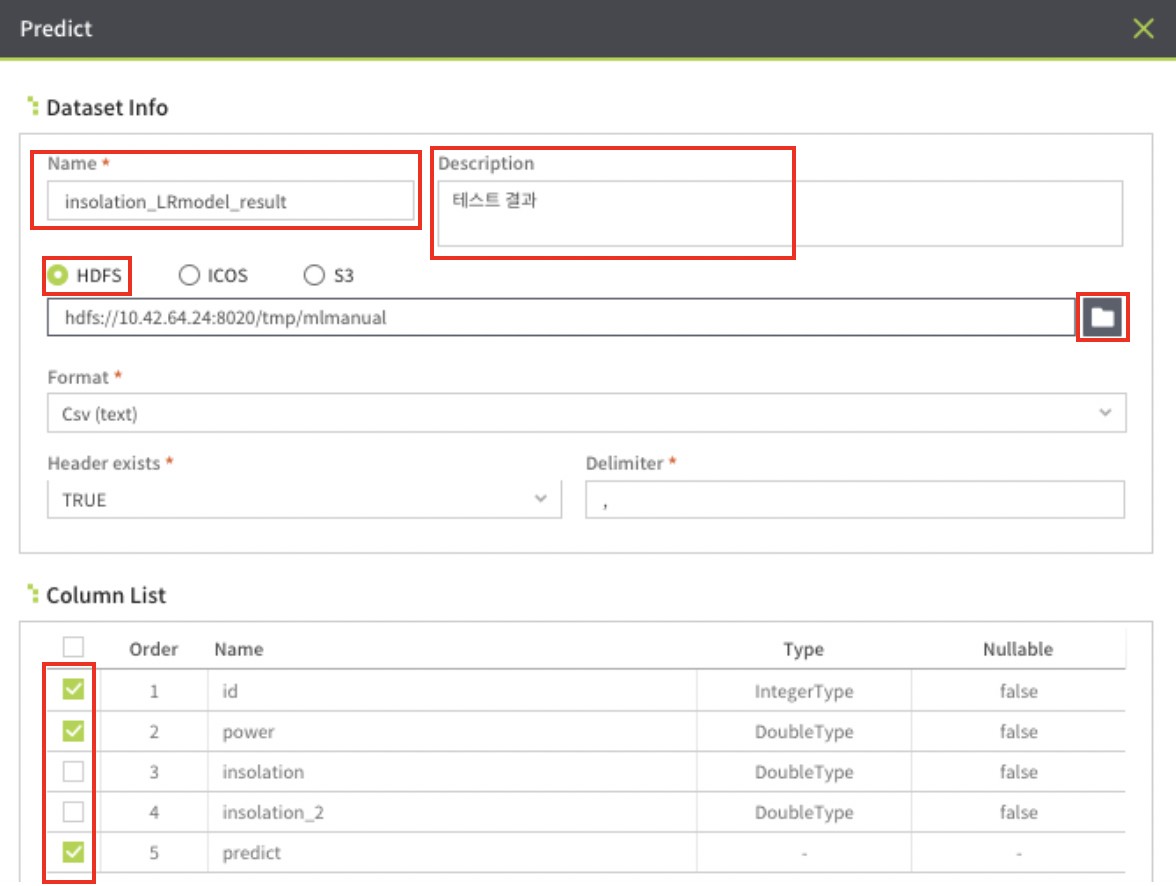 Predict
Dataset Info
Name *
Description
insolation_LRmodel_result
테스트 결과
HDFS ICOS S3
hdfs://10.42.64.24:8020/tmp/mlmanual
Format *
Csv (text)
Header exists * Delimiter *
TRUE ,
Column List
Order Name Type Nullable
1 id IntegerType false
2 power DoubleType false
3 insolation DoubleType false
4 insolation_2 DoubleType false
5 predict - -